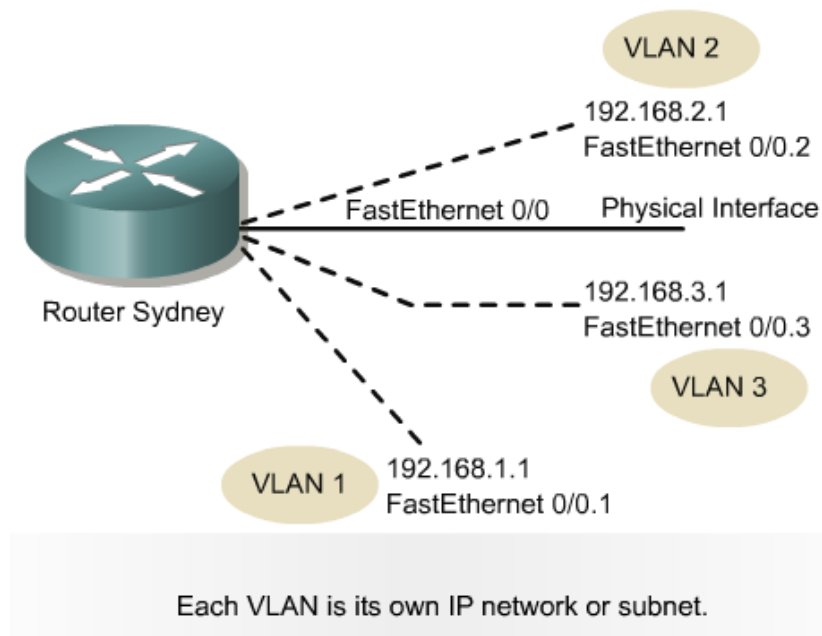 VLAN 2
192.168.2.1
FastEthernet 0/0.2
FastEthernet 0/0
Physical Interface
192.168.3.1
FastEthernet 0/0.3
Router Sydney
VLAN 3
VLAN 1
192.168.1.1
FastEthernet 0/0.1
Each VLAN is its own IP network or subnet.